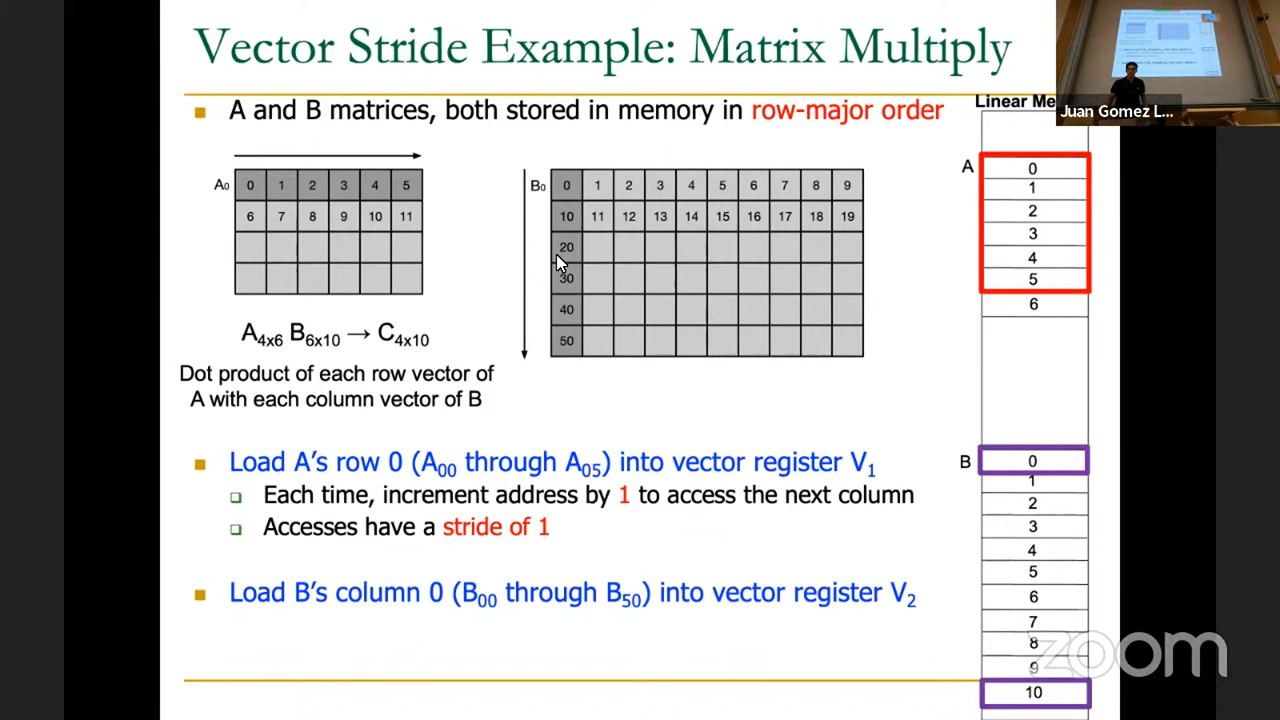 Vector Stride Example: Matrix Multiply
Juan Gomez L...
A and B matrices, both stored in memory in row-major order
Linear Me
A0 0 1 2 3 4 5
6 7 8 9 10 11
B0 0 1 2 3 4 5 6 7 8 9
10 11 12 13 14 15 16 17 18 19
20
30
40
50
A4x6 B6x10 → C4x10
Dot product of each row vector of
A with each column vector of B
Load A's row 0 (A00 through A05) into vector register V1
Each time, increment address by 1 to access the next column
Accesses have a stride of 1
Load B's column 0 (B00 through B50) into vector register V2
A 0
1
2
3
4
5
6
B 0
1
2
3
4
5
6
7
8
9
10
zoom